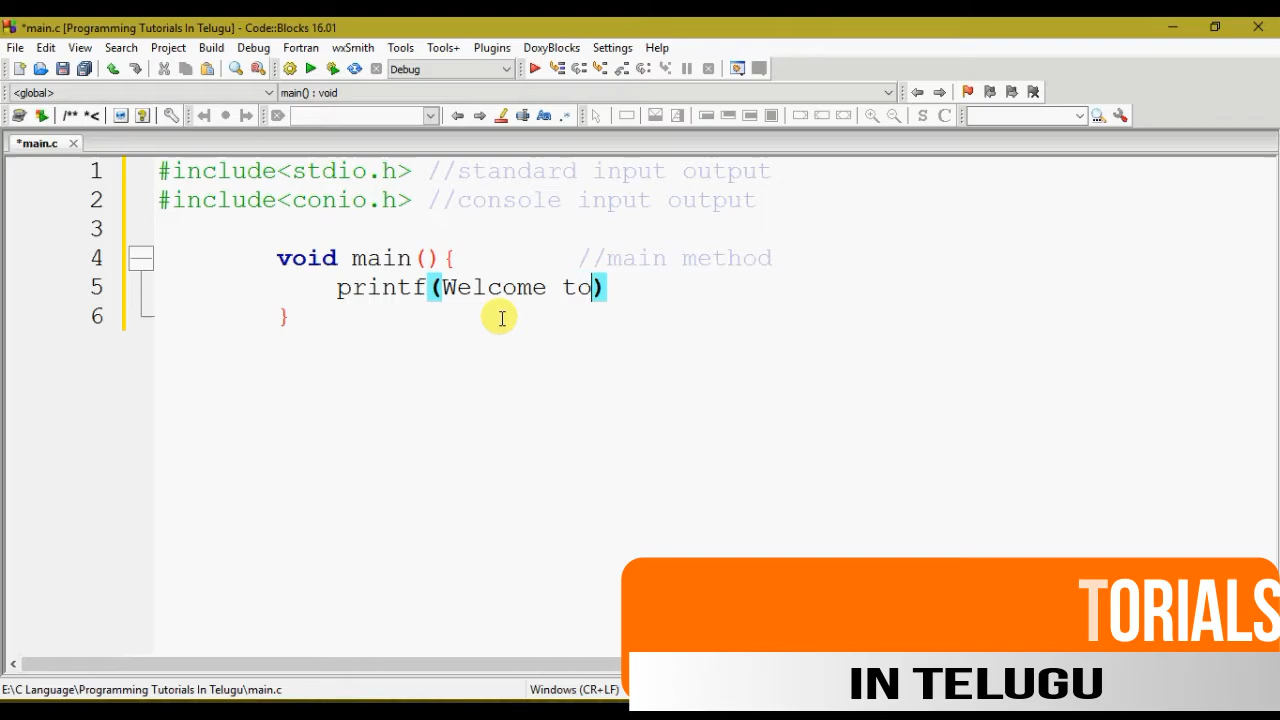 *main.c [Programming Tutorials In Telugu] - Code::Blocks 16.01
File Edit View Search Project Build Debug Fortran wxSmith Tools Tools+ Plugins DoxyBlocks Settings Help
Debug
<global> main() : void
/** *<
S C
*main.c
1 #include<stdio.h> //standard input output
2 #include<conio.h> //console input output
3
4 void main(){ //main method
5 printf(Welcome to)
6 }
TORIALS
IN TELUGU
E:\C Language\Programming Tutorials In Telugu\main.c Windows (CR+LF)